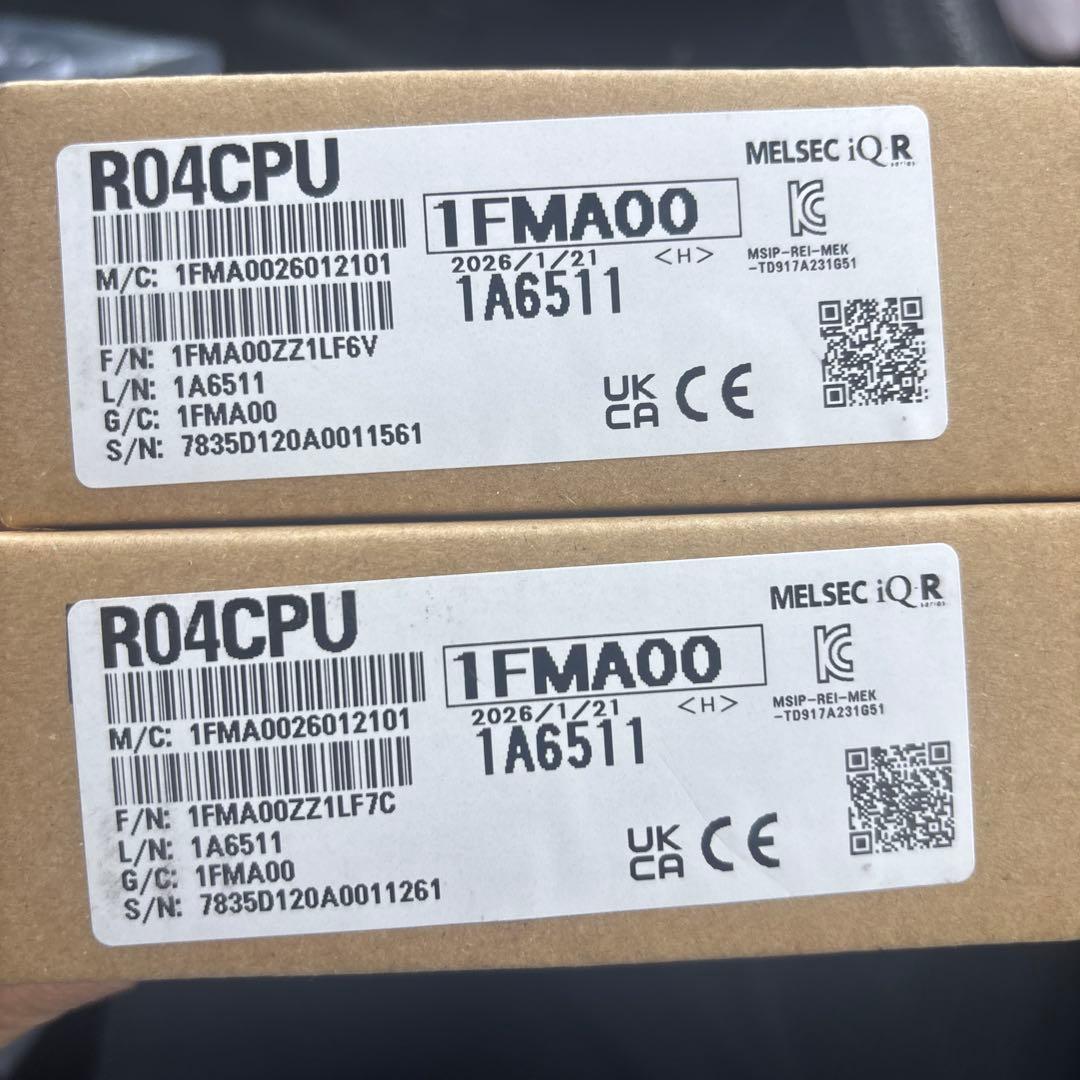 R04CPU
MELSEC iQ-R
series
1FMA00
M/C: 1FMA0026012101
2026/1/21 <H>
MSIP-REI-MEK
-TD917A231G51
1A6511
F/N: 1FMA00ZZ1LF6V
L/N: 1A6511
G/C: 1FMA00
S/N: 7835D120A0011561
UK
CA CE
R04CPU
MELSEC iQ-R
series
1FMA00
M/C: 1FMA0026012101
2026/1/21 <H>
MSIP-REI-MEK
-TD917A231G51
1A6511
F/N: 1FMA00ZZ1LF7C
L/N: 1A6511
G/C: 1FMA00
S/N: 7835D120A0011261
UK
CA CE